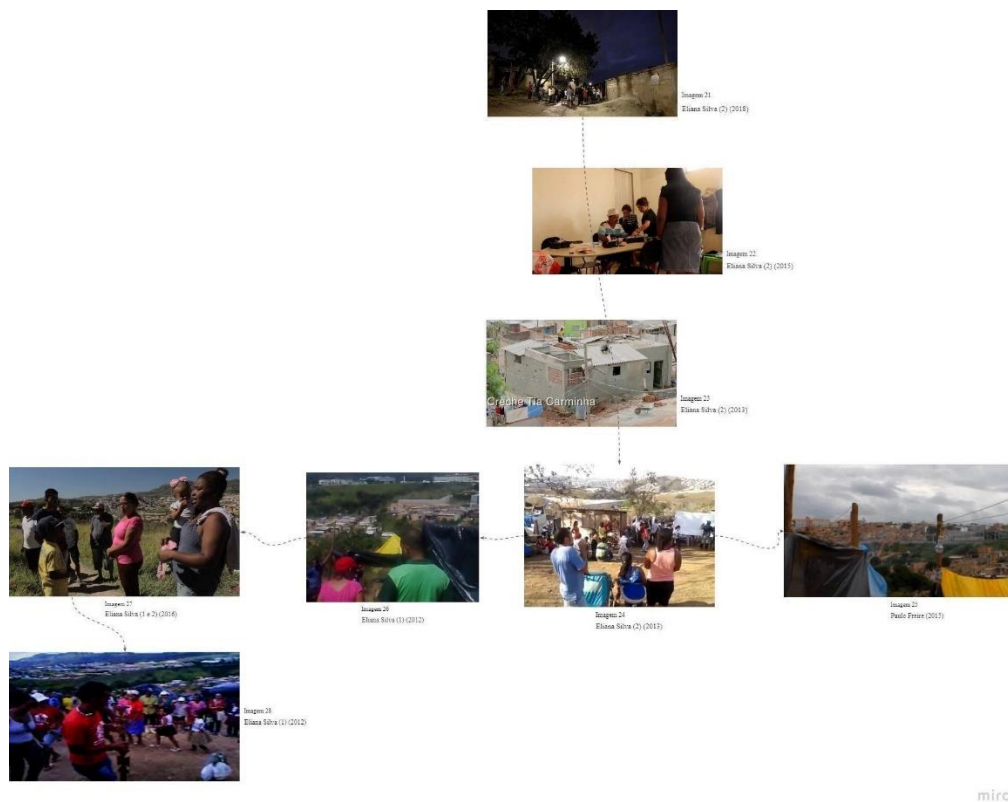 Imagem 21
Eliana Silva (2) (2018)
Imagem 22
Eliana Silva (2) (2015)
Creche Tia Carminha
Imagem 23
Eliana Silva (2) (2013)
Imagem 27
Eliana Silva (1 e 2) (2016)
Imagem 26
Eliana Silva (1) (2012)
Imagem 24
Eliana Silva (2) (2013)
Imagem 25
Paulo Freire (2015)
Imagem 28
Eliana Silva (1) (2012)
miro